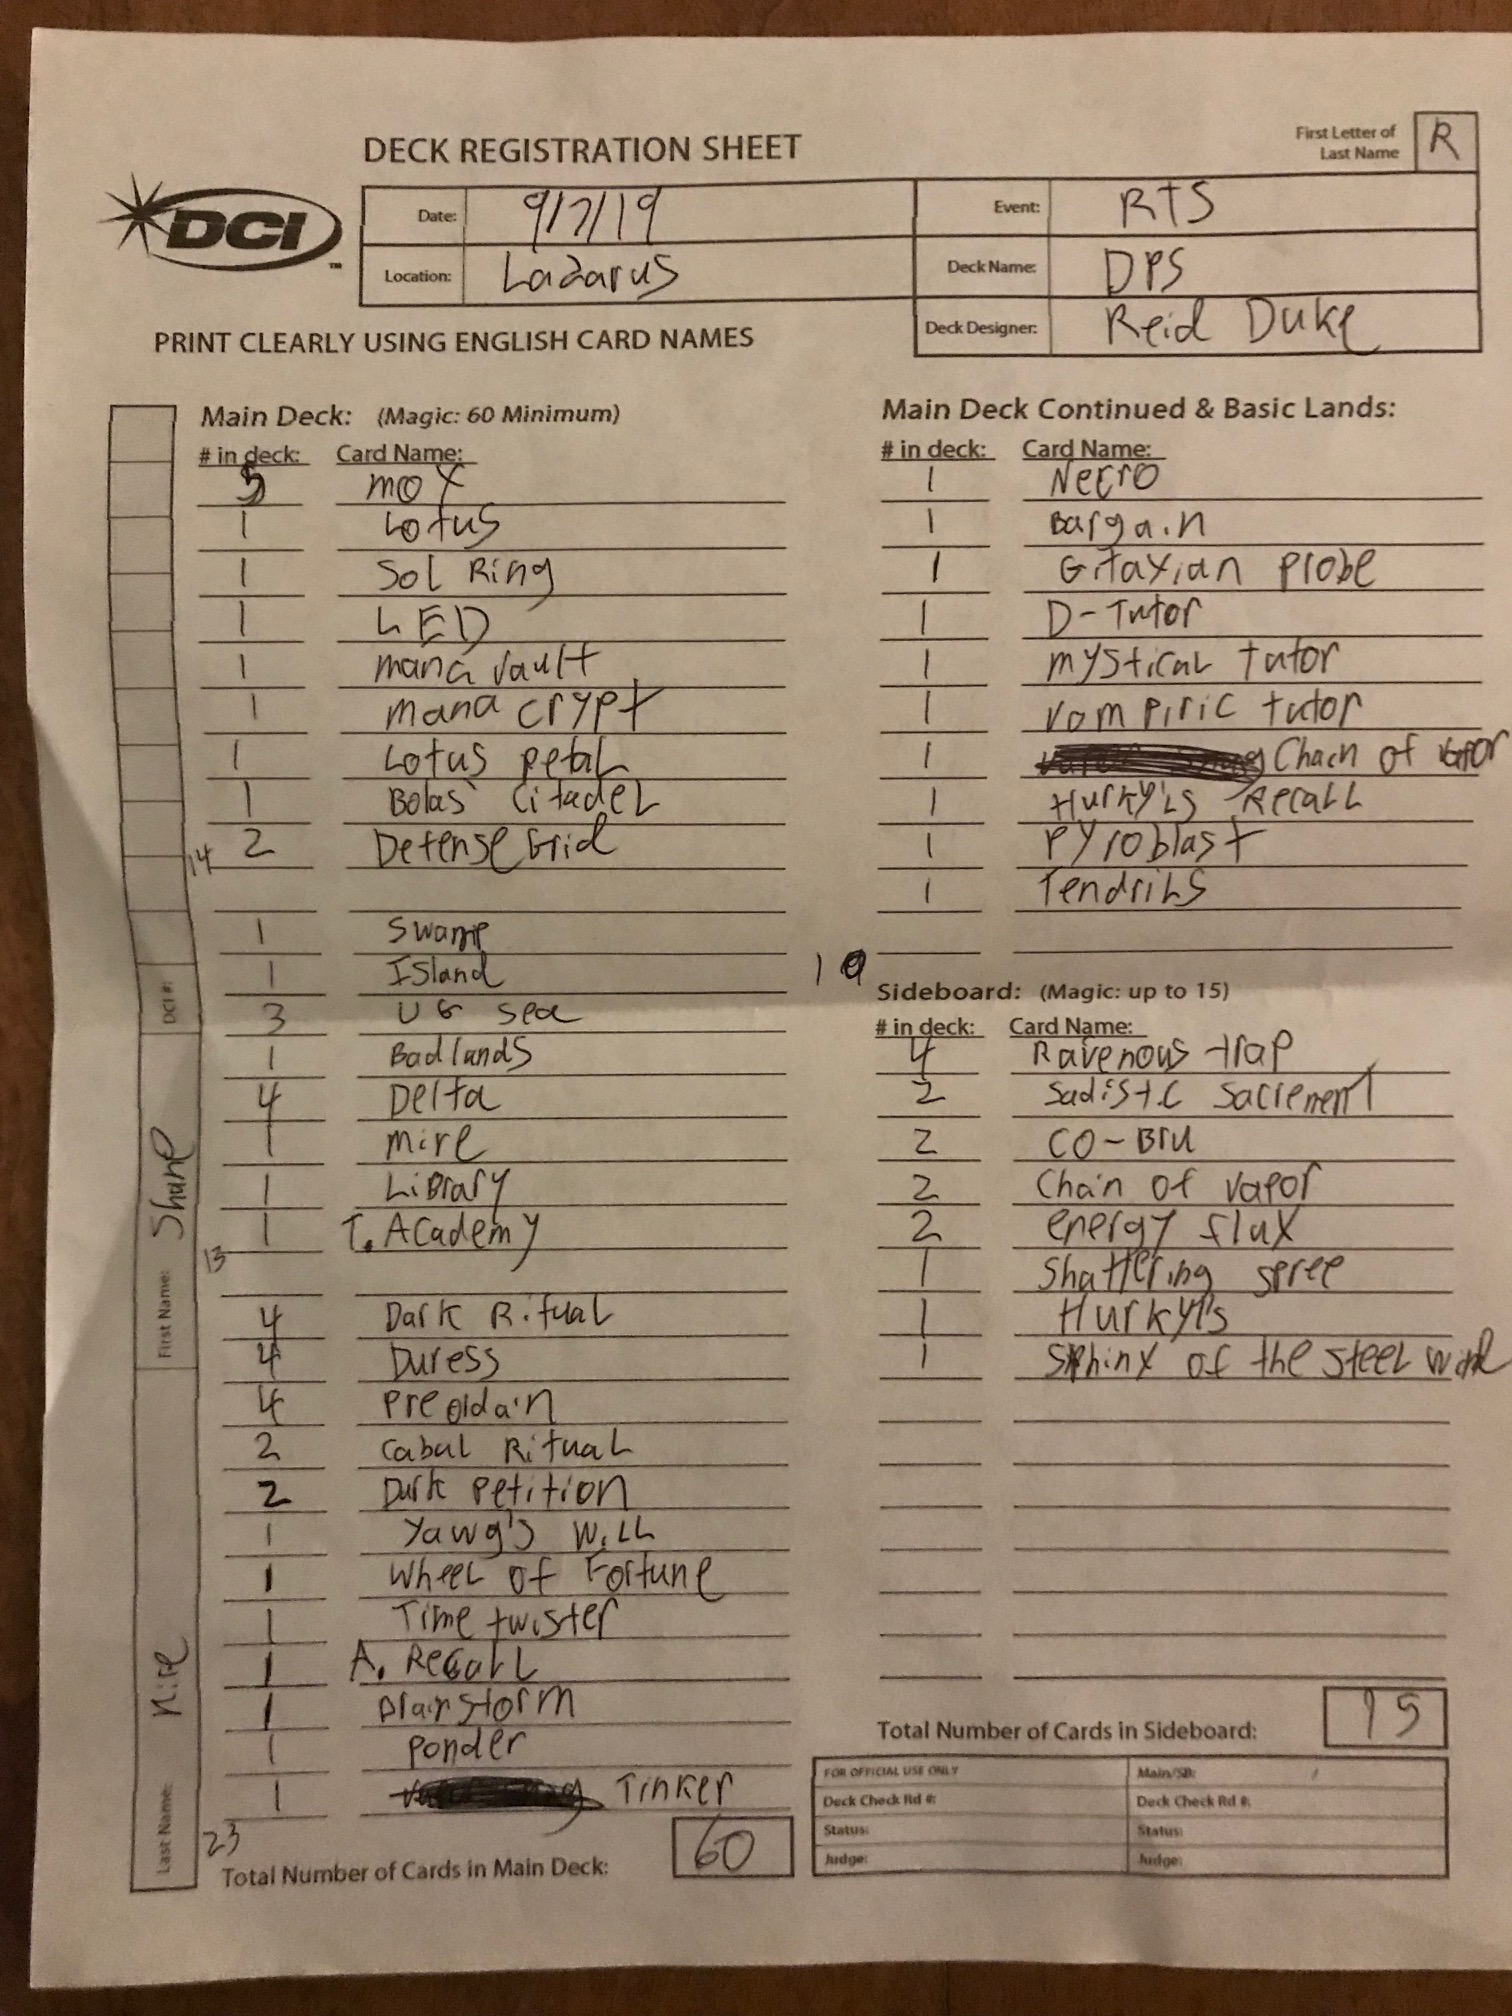 DECK REGISTRATION SHEET
First Letter of Last Name R
DCI ™
Date: 9/7/19
Event: RTS
Location: Lazarus
Deck Name: DPS
Deck Designer: Reid Duke
PRINT CLEARLY USING ENGLISH CARD NAMES
Main Deck: (Magic: 60 Minimum)
# in deck: Card Name:
5 mox
1 Lotus
1 Sol Ring
1 LED
1 mana vault
1 mana crypt
1 Lotus petal
1 Bolas' Citadel
14 2 Defense Grid
1 Swamp
1 Island
3 UG Sea
1 Badlands
4 Delta
1 mire
1 Library
1 T. Academy
13
4 Dark Ritual
4 Duress
4 Preoldain
2 Cabul Ritual
2 Dark Petition
1 Yawg's Will
1 Wheel of Fortune
1 Time twister
1 A. Recall
1 Brainstorm
1 Ponder
1 Tinker
23
Total Number of Cards in Main Deck: 60
Main Deck Continued & Basic Lands:
# in deck: Card Name:
1 Necro
1 Bargain
1 Gitaxian Probe
1 D-Tutor
1 mystical tutor
1 vampiric tutor
1 Chain of vapor
1 Hurky'ls Recall
1 Pyroblast
1 Tendrils
Sideboard: (Magic: up to 15)
# in deck: Card Name:
4 Ravenous trap
2 Sadistic Sacrement
2 CO-Bru
2 Chain of vapor
2 energy flux
1 Shattering spree
1 Hurkyl's
1 Sphinx of the Steel Wind
Total Number of Cards in Sideboard: 15
FOR OFFICIAL USE ONLY
Main/SB:
Deck Check Rd #:
Deck Check Rd #:
Status:
Status:
Judge:
Judge:
DCI #:
First Name: Shane
Last Name: